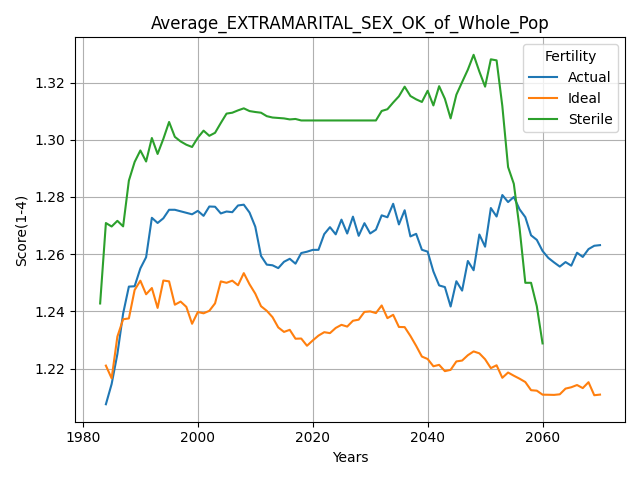 Average_EXTRAMARITAL_SEX_OK_of_Whole_Pop
Fertility
Actual
Ideal
Sterile
Score(1-4)
1.32
1.30
1.28
1.26
1.24
1.22
1980
2000
2020
2040
2060
Years